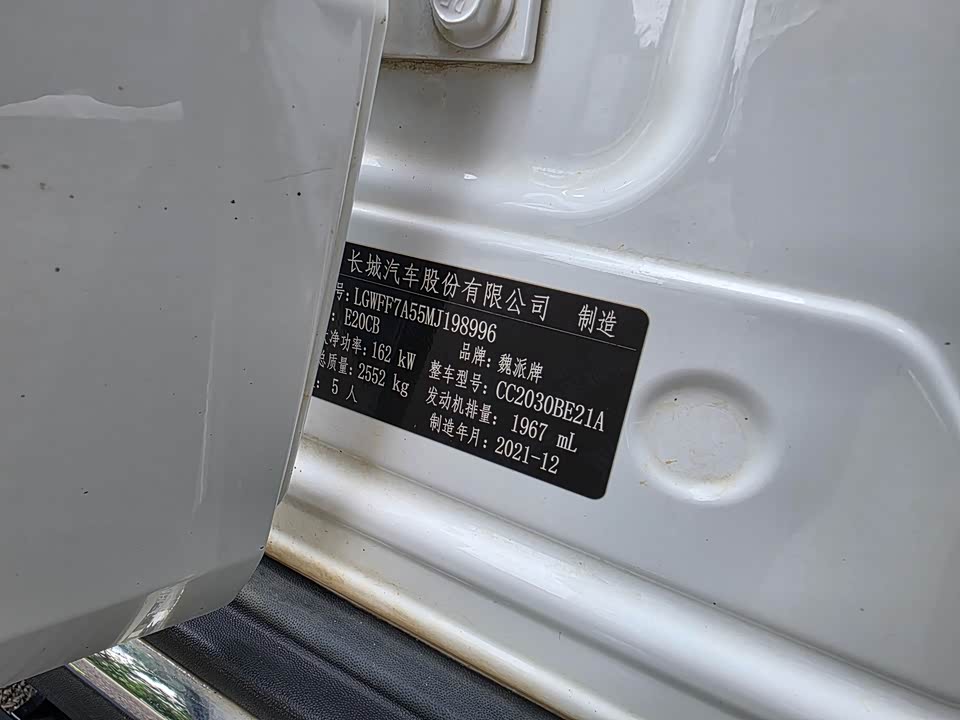 长城汽车股份有限公司 制造
号: LGWFF7A55MJ198996
: E20CB 品牌: 魏派牌
净功率: 162 kW 整车型号: CC2030BE21A
总质量: 2552 kg 发动机排量: 1967 mL
: 5 人 制造年月: 2021-12